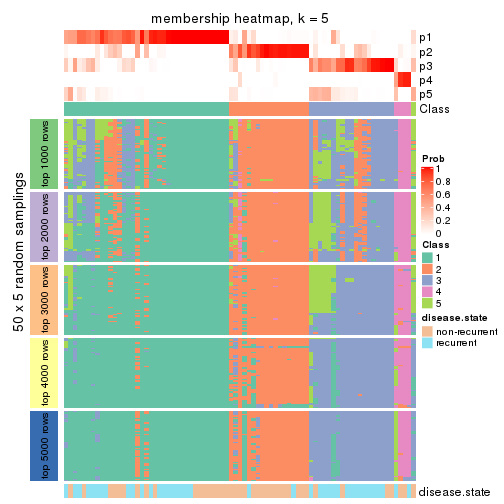 membership heatmap, k = 5
p1
p2
p3
p4
p5
Class
50 x 5 random samplings
top 1000 rows
top 2000 rows
top 3000 rows
top 4000 rows
top 5000 rows
disease.state
Prob
1
0.8
0.6
0.4
0.2
0
Class
1
2
3
4
5
disease.state
non-recurrent
recurrent